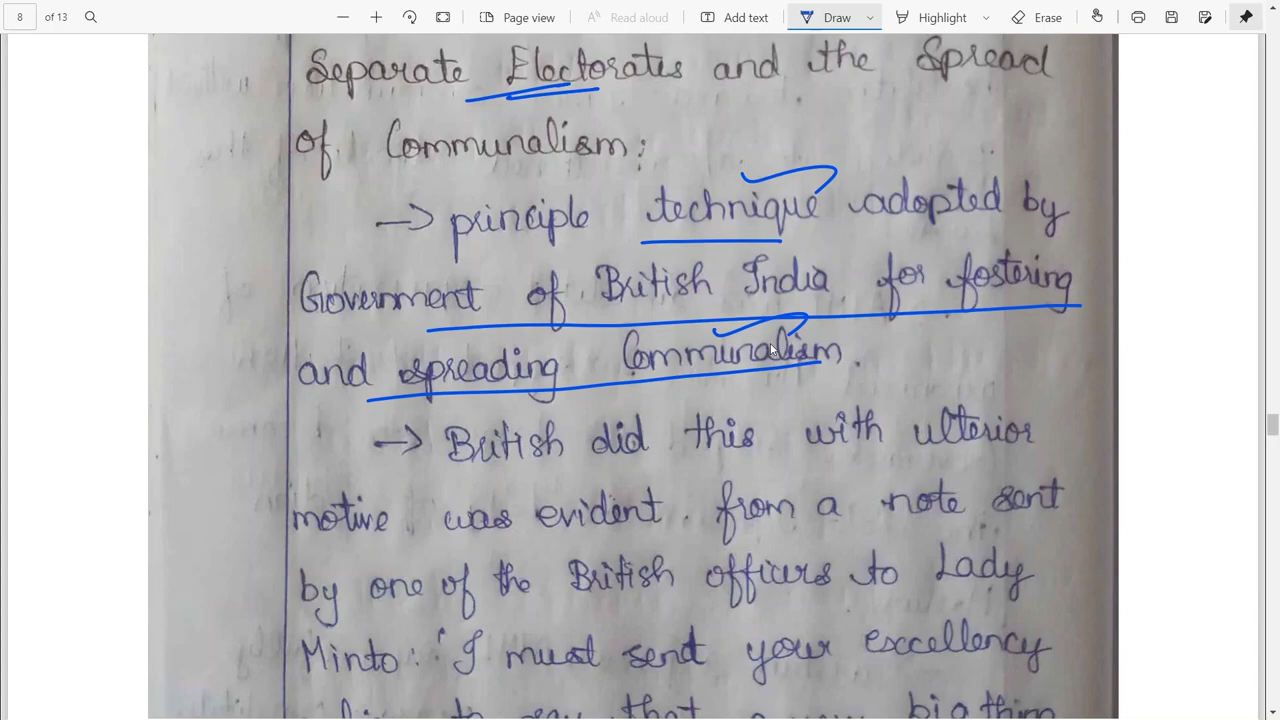 8 of 13 Page view Read aloud Add text Draw Highlight Erase
Separate Electorates and the Spread
of Communalism:
→ principle technique adopted by
Government of British India for fostering
and spreading Communalism.
→ British did this with ulterior
motive was evident from a note sent
by one of the British officers to Lady
Minto: 'I must sent your excellency